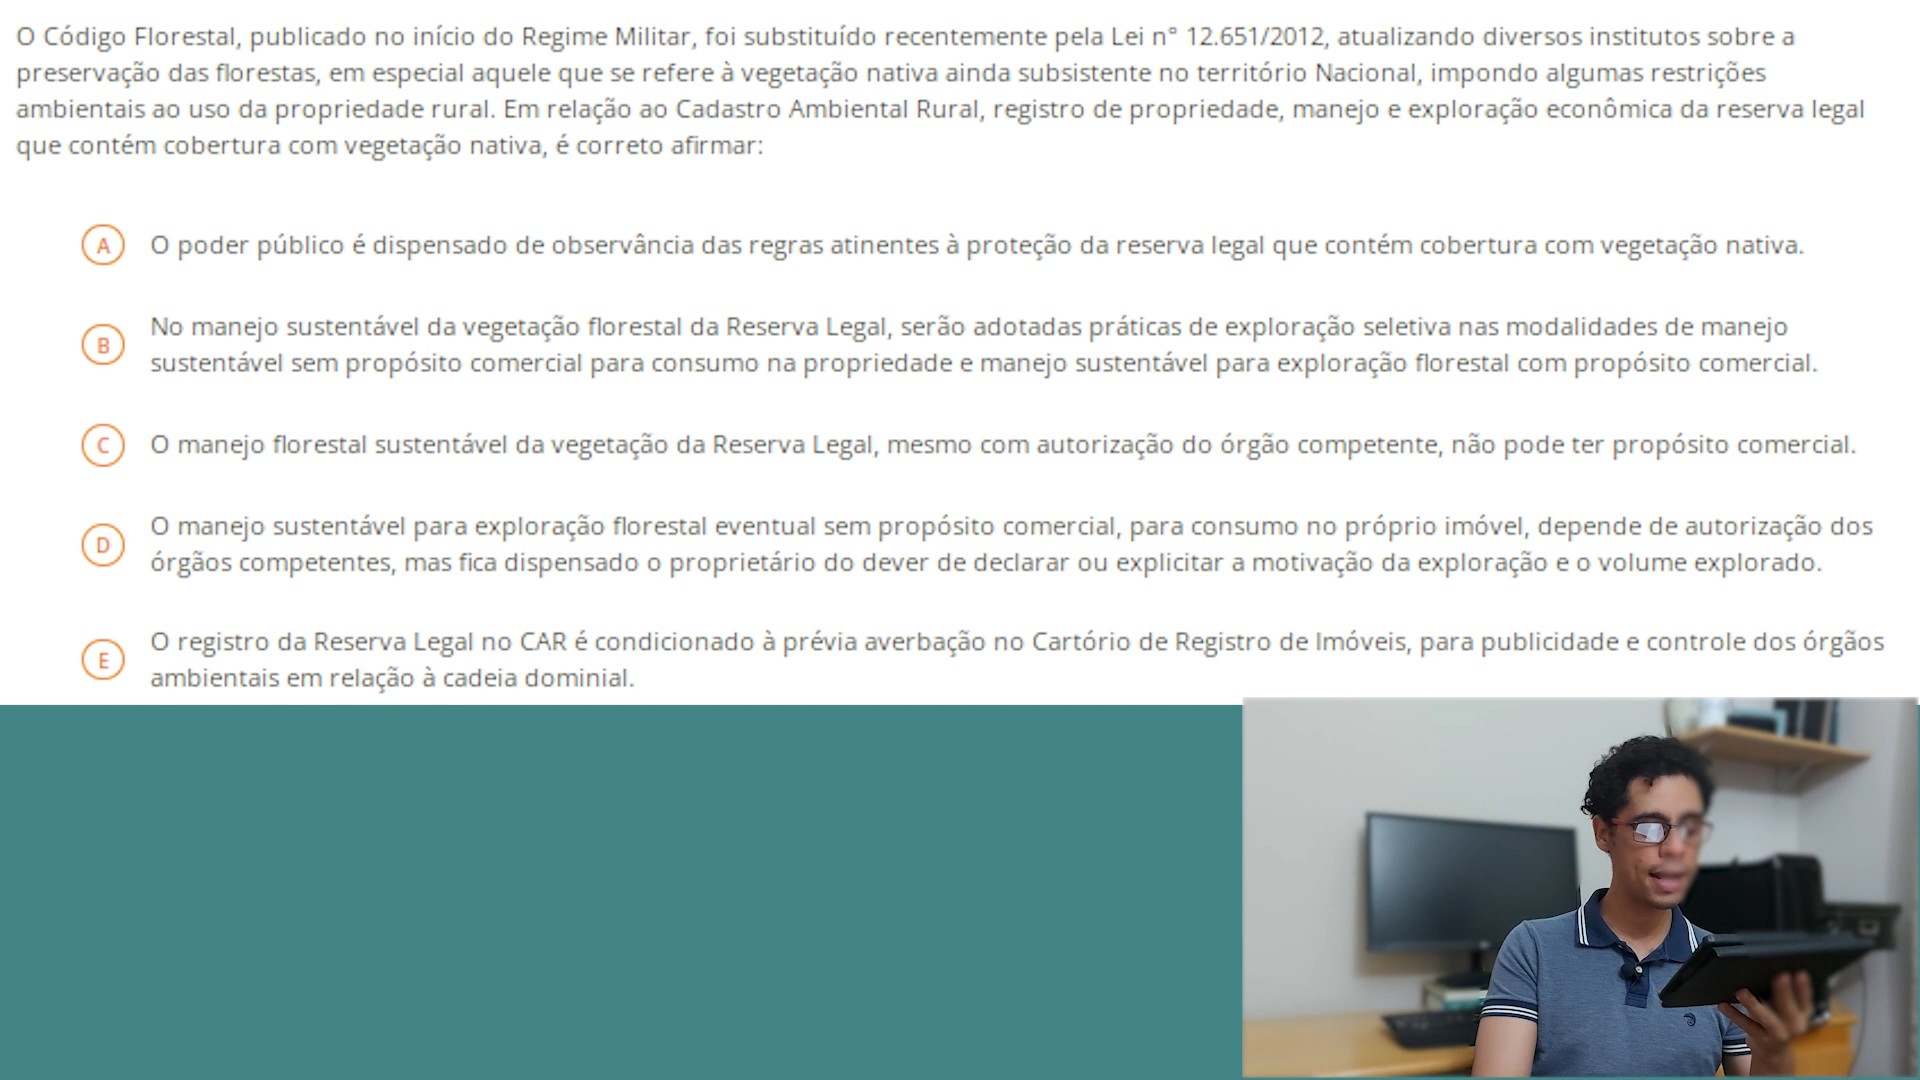 O Código Florestal, publicado no início do Regime Militar, foi substituído recentemente pela Lei n° 12.651/2012, atualizando diversos institutos sobre a
preservação das florestas, em especial aquele que se refere à vegetação nativa ainda subsistente no território Nacional, impondo algumas restrições
ambientais ao uso da propriedade rural. Em relação ao Cadastro Ambiental Rural, registro de propriedade, manejo e exploração econômica da reserva legal
que contém cobertura com vegetação nativa, é correto afirmar:
A O poder público é dispensado de observância das regras atinentes à proteção da reserva legal que contém cobertura com vegetação nativa.
B No manejo sustentável da vegetação florestal da Reserva Legal, serão adotadas práticas de exploração seletiva nas modalidades de manejo
sustentável sem propósito comercial para consumo na propriedade e manejo sustentável para exploração florestal com propósito comercial.
C O manejo florestal sustentável da vegetação da Reserva Legal, mesmo com autorização do órgão competente, não pode ter propósito comercial.
D O manejo sustentável para exploração florestal eventual sem propósito comercial, para consumo no próprio imóvel, depende de autorização dos
órgãos competentes, mas fica dispensado o proprietário do dever de declarar ou explicitar a motivação da exploração e o volume explorado.
E O registro da Reserva Legal no CAR é condicionado à prévia averbação no Cartório de Registro de Imóveis, para publicidade e controle dos órgãos
ambientais em relação à cadeia dominial.